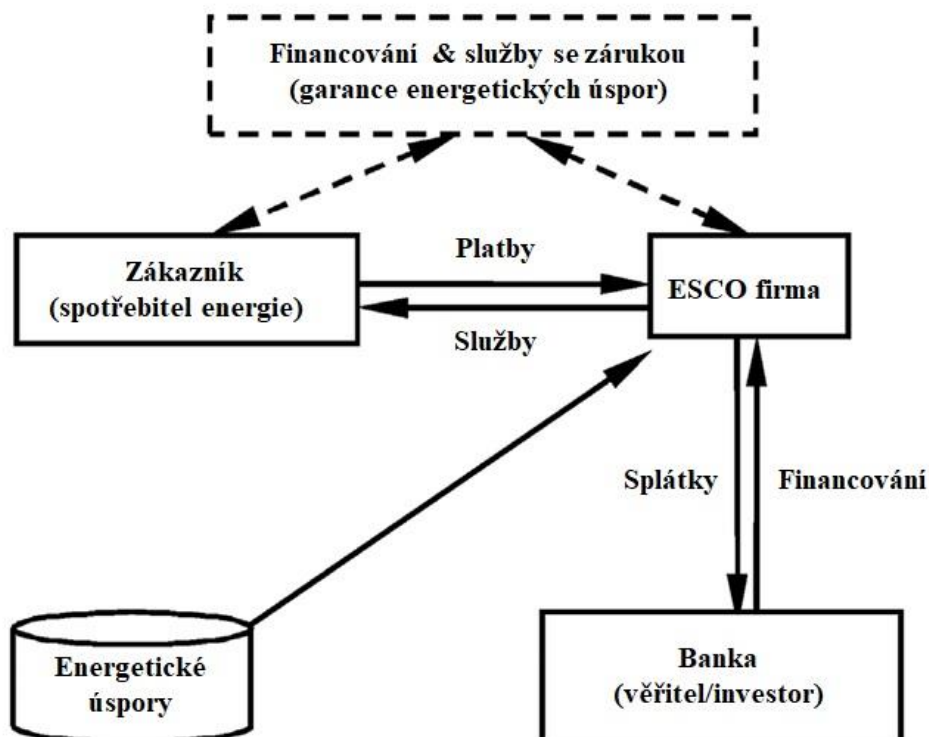 Financování & služby se zárukou
(garance energetických úspor)
Platby
Zákazník
(spotřebitel energie)
ESCO firma
Služby
Splátky
Financování
Energetické
úspory
Banka
(věřitel/investor)